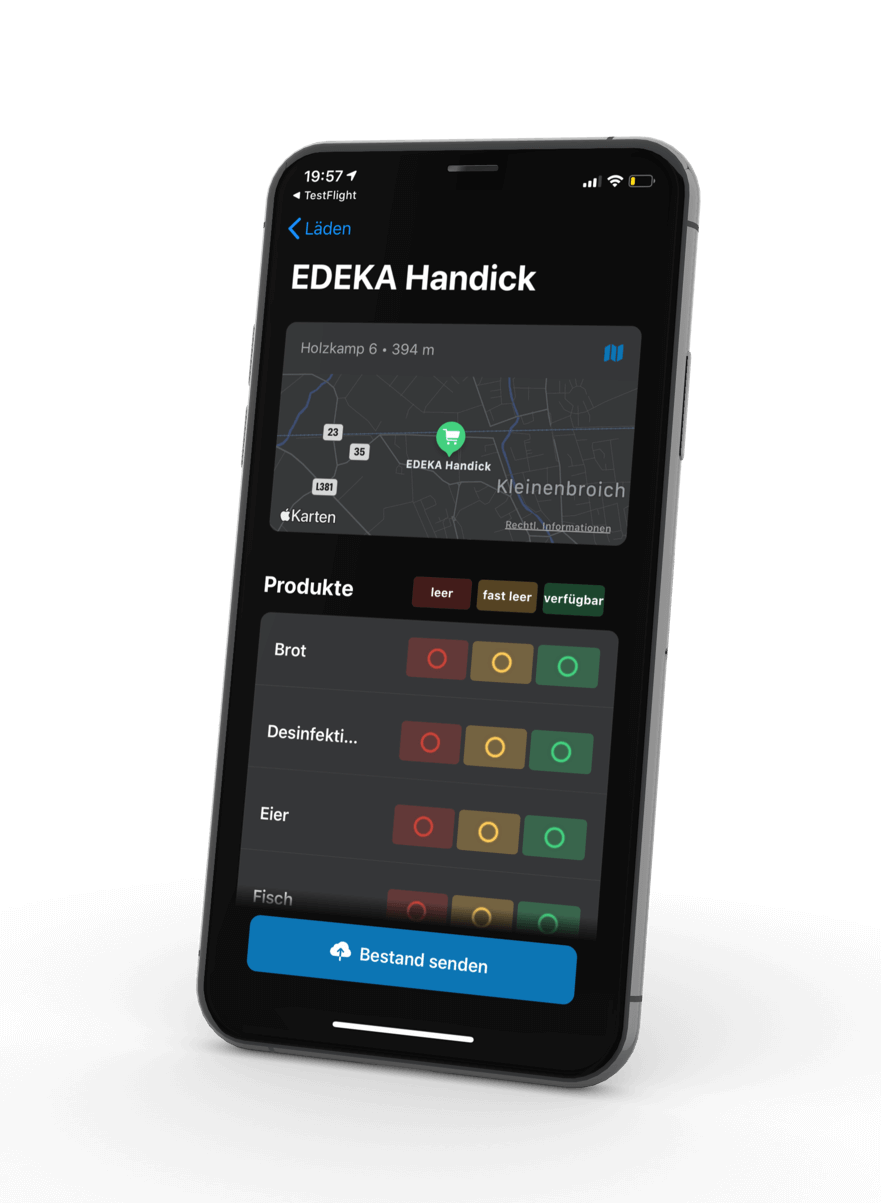 19:57
◀ TestFlight
Läden
EDEKA Handick
Holzkamp 6 • 394 m
23
35
EDEKA Handick
L381
Kleinenbroich
Karten
Rechtl. Informationen
Produkte leer fast leer verfügbar
Brot
Desinfekti...
Eier
Fisch
Bestand senden